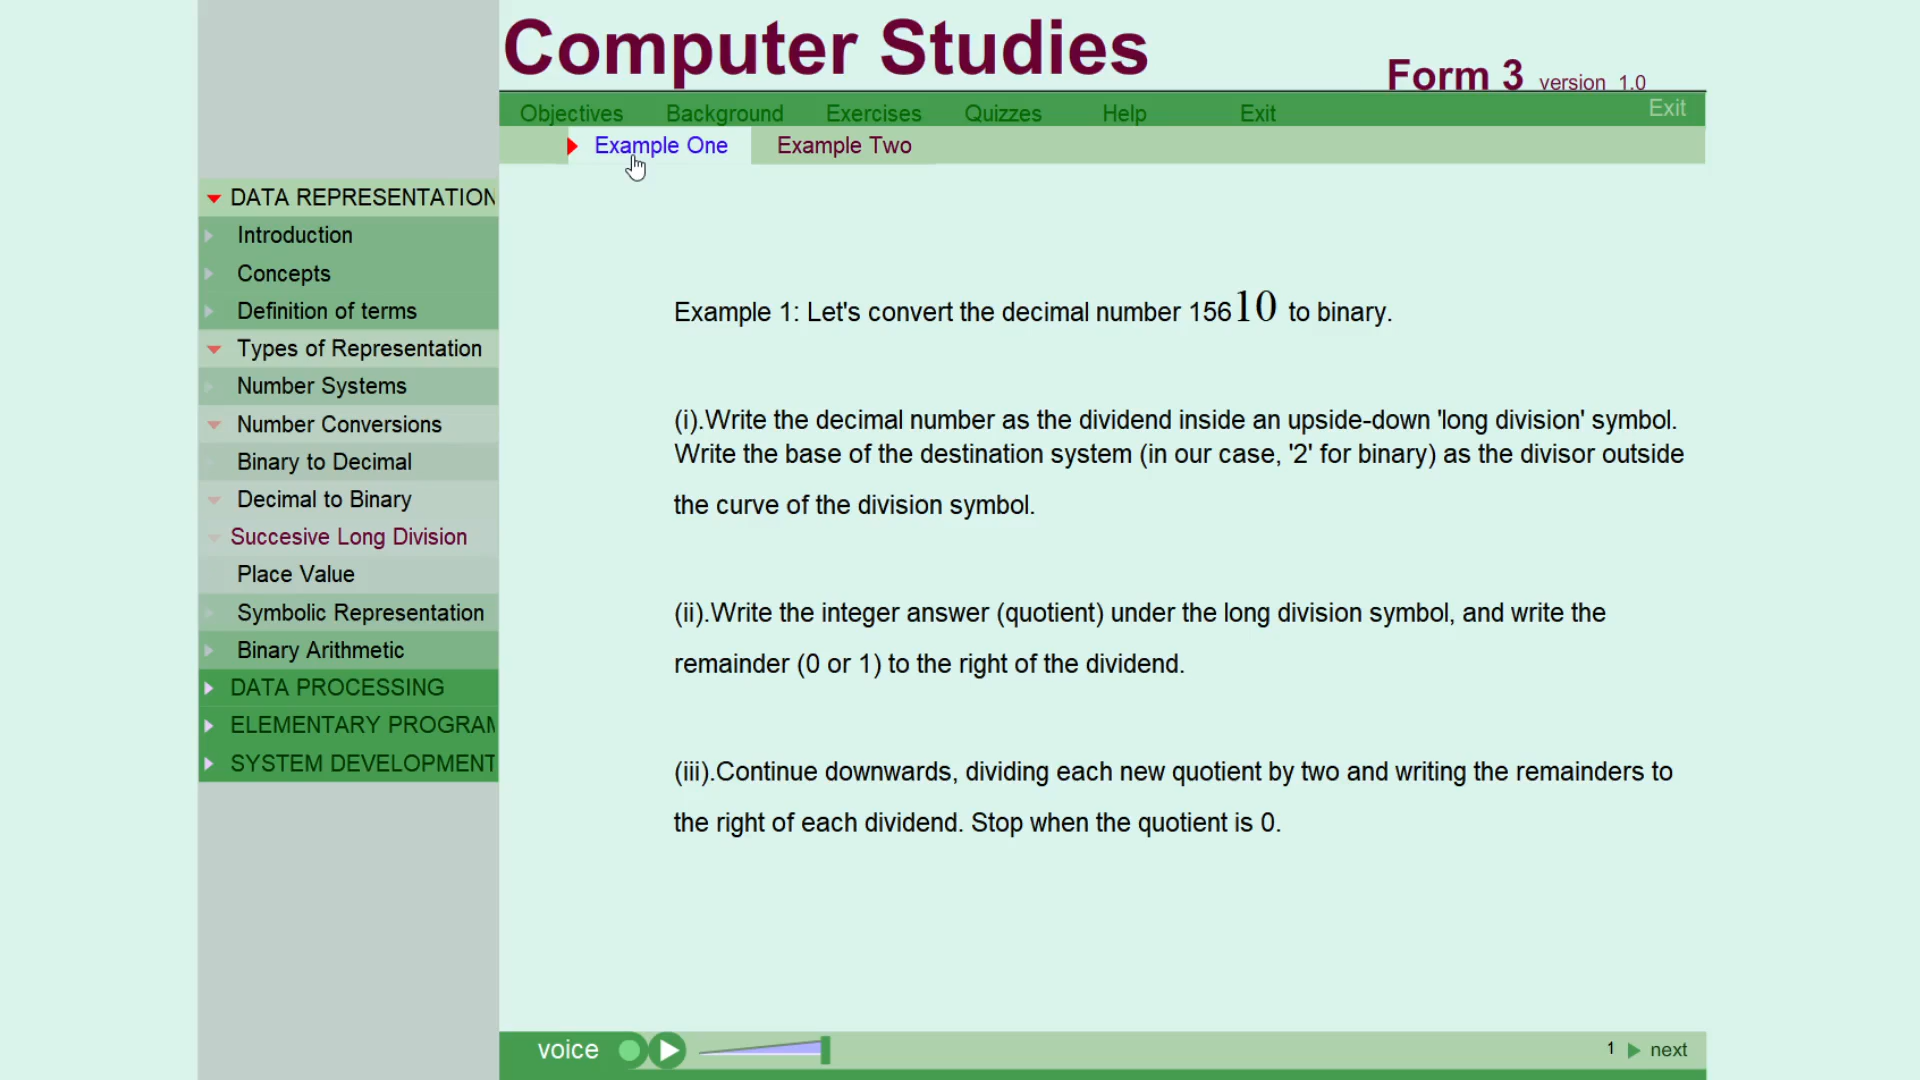 Computer Studies
Form 3 version 1.0
Objectives Background Exercises Quizzes Help Exit Exit
Example One Example Two
DATA REPRESENTATION
Introduction
Concepts
Definition of terms
Types of Representation
Number Systems
Number Conversions
Binary to Decimal
Decimal to Binary
Succesive Long Division
Place Value
Symbolic Representation
Binary Arithmetic
DATA PROCESSING
ELEMENTARY PROGRAM
SYSTEM DEVELOPMENT
Example 1: Let's convert the decimal number 15610 to binary.
(i).Write the decimal number as the dividend inside an upside-down 'long division' symbol.
Write the base of the destination system (in our case, '2' for binary) as the divisor outside
the curve of the division symbol.
(ii).Write the integer answer (quotient) under the long division symbol, and write the
remainder (0 or 1) to the right of the dividend.
(iii).Continue downwards, dividing each new quotient by two and writing the remainders to
the right of each dividend. Stop when the quotient is 0.
voice
1 next